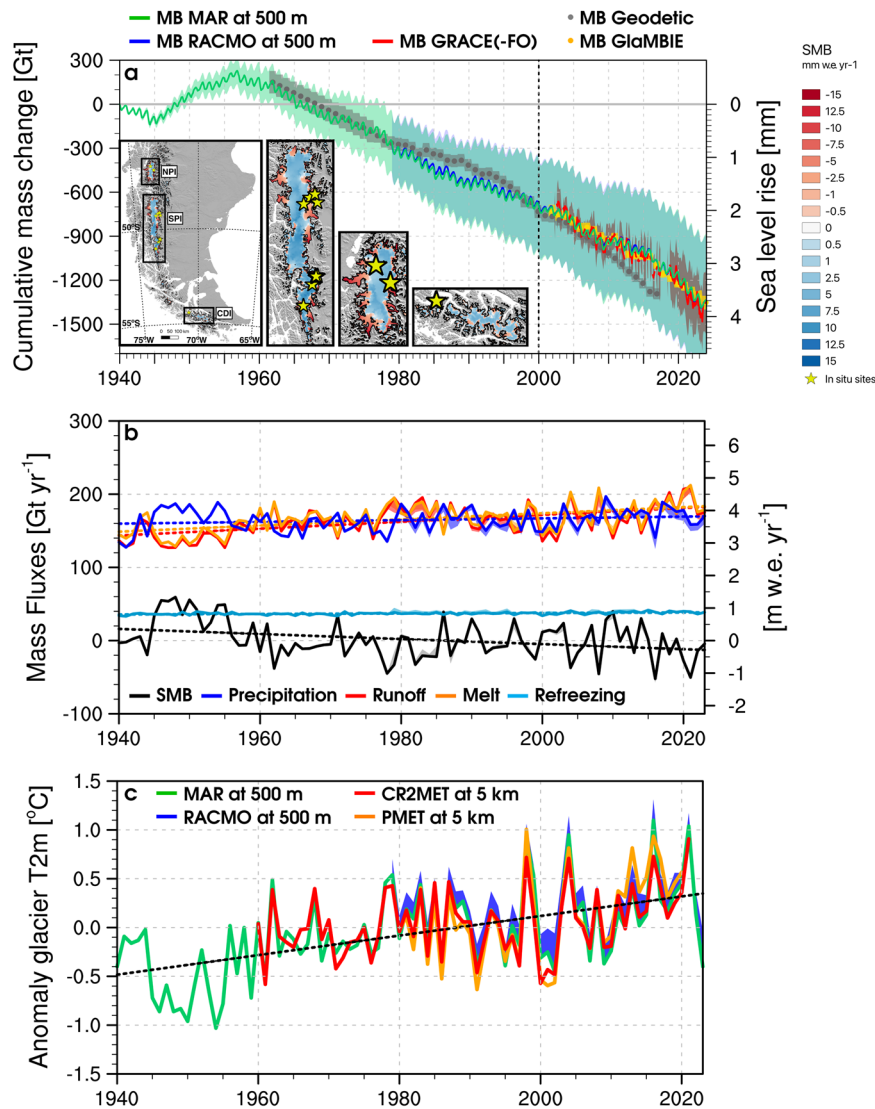 MB MAR at 500 m
MB Geodetic
MB RACMO at 500 m
MB GRACE(-FO)
MB GlaMBIE
SMB
mm w.e. yr-1
-15
12.5
-10
-7.5
-5
-2.5
-1
-0.5
0
0.5
1
2.5
5
7.5
10
12.5
15
In situ sites
a
Cumulative mass change [Gt]
300
0
-300
-600
-900
-1200
-1500
Sea level rise [mm]
0
1
2
3
4
NPI
SPI
50°S
CDI
0 50 100 km
55°S
75°W 70°W 65°W
1940 1960 1980 2000 2020
b
Mass Fluxes [Gt yr-1]
300
200
100
0
-100
[m w.e. yr-1]
6
5
4
3
2
1
0
-1
-2
SMB Precipitation Runoff Melt Refreezing
1940 1960 1980 2000 2020
c
Anomaly glacier T2m [°C]
1.5
1.0
0.5
0.0
-0.5
-1.0
-1.5
MAR at 500 m
CR2MET at 5 km
RACMO at 500 m
PMET at 5 km
1940 1960 1980 2000 2020